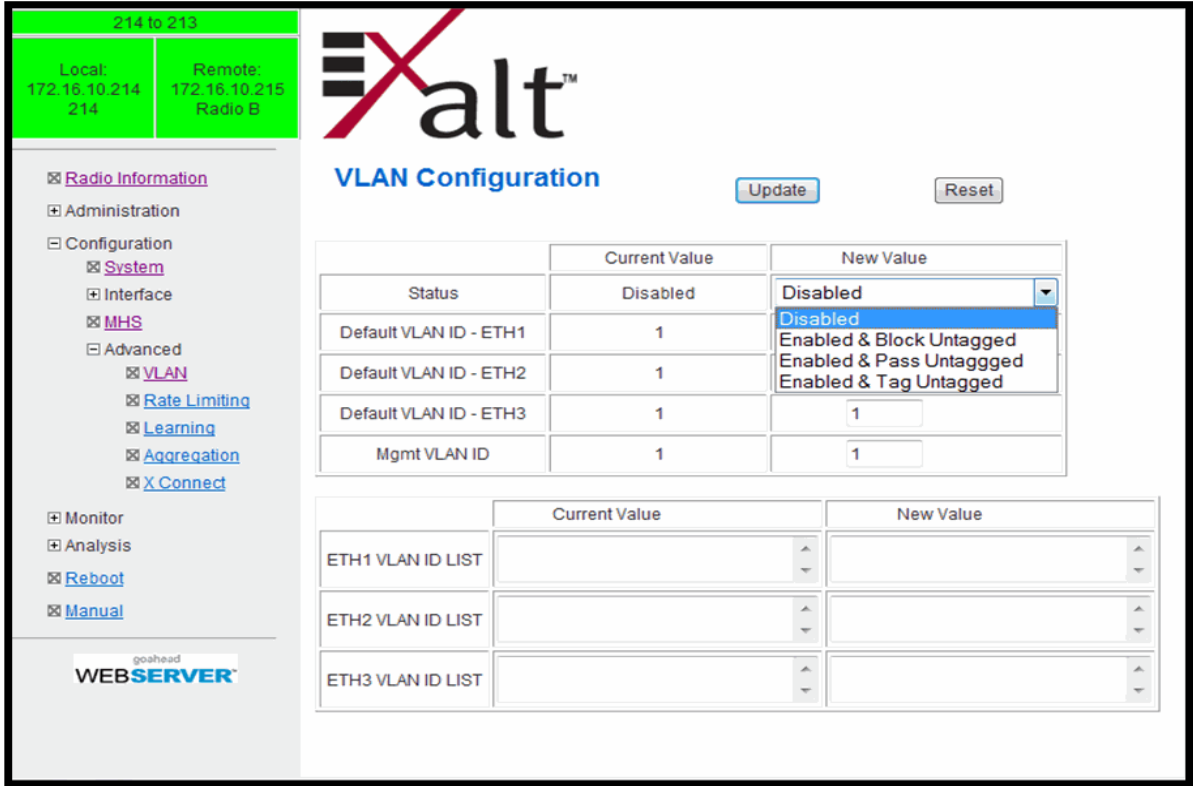 214 to 213
Local:
172.16.10.214
214
Remote:
172.16.10.215
Radio B
EXalt™
Radio Information
Administration
Configuration
System
Interface
MHS
Advanced
VLAN
Rate Limiting
Learning
Aggregation
X Connect
Monitor
Analysis
Reboot
Manual
goahead
WEBSERVER™
VLAN Configuration
Update
Reset
Current Value New Value
Status Disabled Disabled
Disabled
Enabled & Block Untagged
Enabled & Pass Untaggged
Enabled & Tag Untagged
Default VLAN ID - ETH1 1
Default VLAN ID - ETH2 1
Default VLAN ID - ETH3 1 1
Mgmt VLAN ID 1 1
Current Value New Value
ETH1 VLAN ID LIST
ETH2 VLAN ID LIST
ETH3 VLAN ID LIST